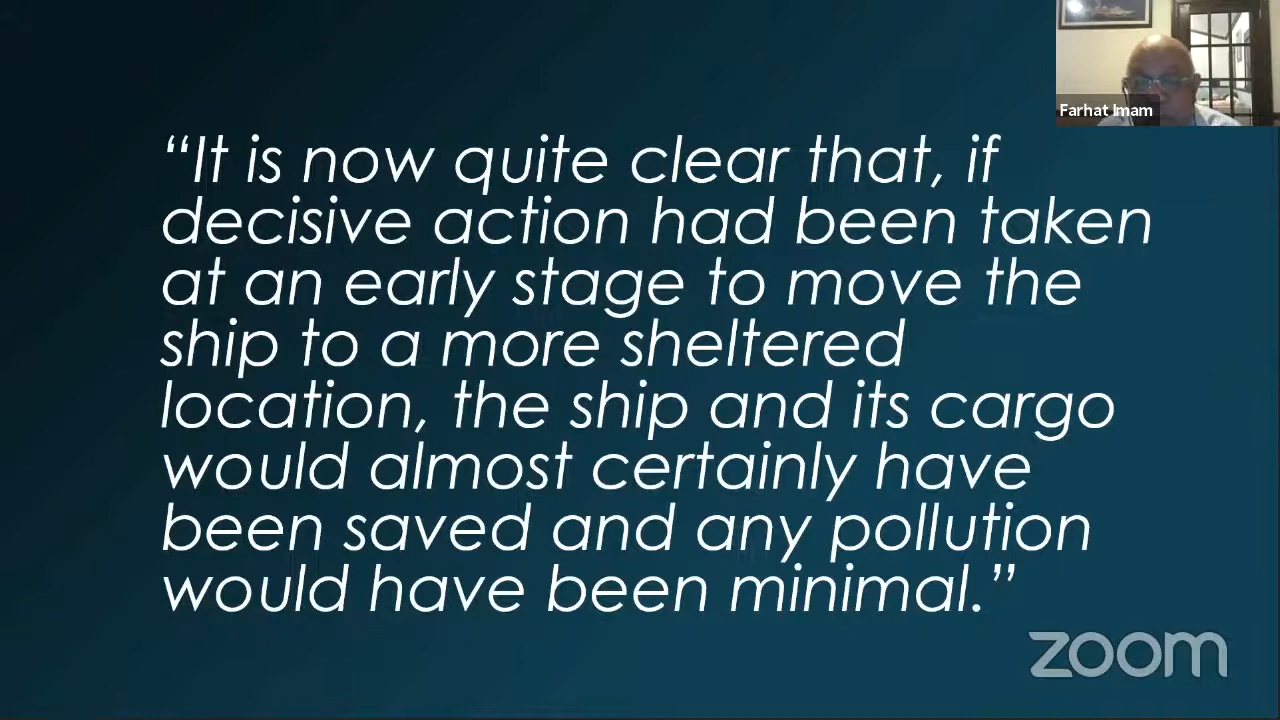 Farhat Imam
“It is now quite clear that, if
decisive action had been taken
at an early stage to move the
ship to a more sheltered
location, the ship and its cargo
would almost certainly have
been saved and any pollution
would have been minimal.”
zoom